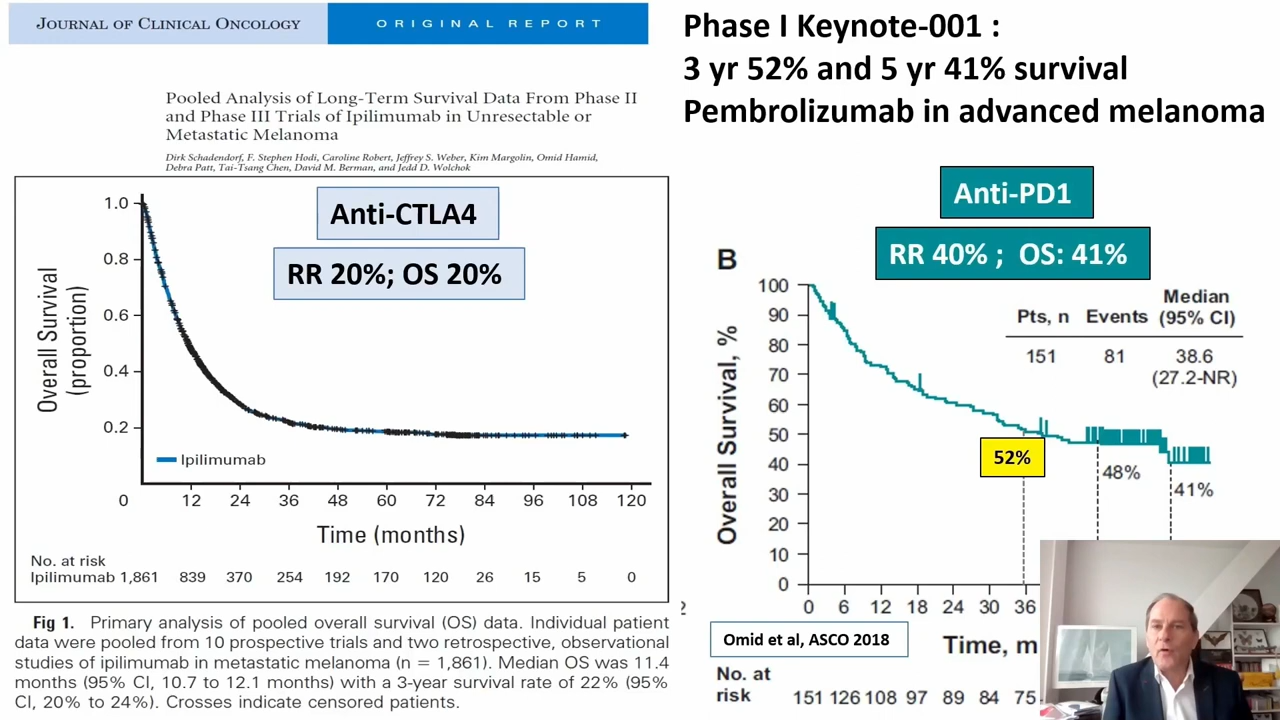 JOURNAL OF CLINICAL ONCOLOGY
ORIGINAL REPORT
Pooled Analysis of Long-Term Survival Data From Phase II
and Phase III Trials of Ipilimumab in Unresectable or
Metastatic Melanoma
Dirk Schadendorf, F. Stephen Hodi, Caroline Robert, Jeffrey S. Weber, Kim Margolin, Omid Hamid,
Debra Patt, Tai-Tsang Chen, David M. Berman, and Jedd D. Wolchok
Anti-CTLA4
RR 20%; OS 20%
Overall Survival
(proportion)
1.0
0.8
0.6
0.4
0.2
Ipilimumab
0 12 24 36 48 60 72 84 96 108 120
Time (months)
No. at risk
Ipilimumab 1,861 839 370 254 192 170 120 26 15 5 0
Fig 1. Primary analysis of pooled overall survival (OS) data. Individual patient
data were pooled from 10 prospective trials and two retrospective, observational
studies of ipilimumab in metastatic melanoma (n = 1,861). Median OS was 11.4
months (95% CI, 10.7 to 12.1 months) with a 3-year survival rate of 22% (95%
CI, 20% to 24%). Crosses indicate censored patients.
Phase I Keynote-001 :
3 yr 52% and 5 yr 41% survival
Pembrolizumab in advanced melanoma
Anti-PD1
RR 40% ; OS: 41%
B
Overall Survival, %
100
90
80
70
60
50
40
30
20
10
0
Pts, n Events Median
(95% CI)
151 81 38.6
(27.2-NR)
52%
48%
41%
0 6 12 18 24 30 36
2
Omid et al, ASCO 2018
Time, m
No. at
risk
151 126 108 97 89 84 75